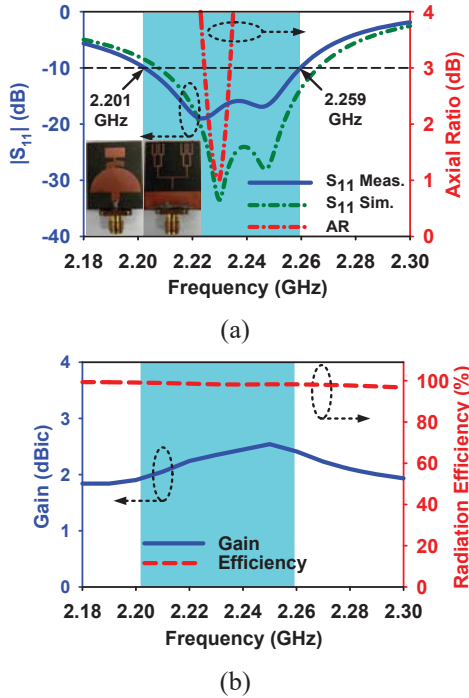 0
-10
-20
-30
-40
|S11| (dB)
4
3
2
1
0
Axial Ratio (dB)
2.201
GHz
2.259
GHz
S11 Meas.
S11 Sim.
AR
2.18 2.20 2.22 2.24 2.26 2.28 2.30
Frequency (GHz)
(a)
4
3
2
1
0
Gain (dBic)
100
80
60
40
20
0
Radiation Efficiency (%)
Gain
Efficiency
2.18 2.20 2.22 2.24 2.26 2.28 2.30
Frequency (GHz)
(b)